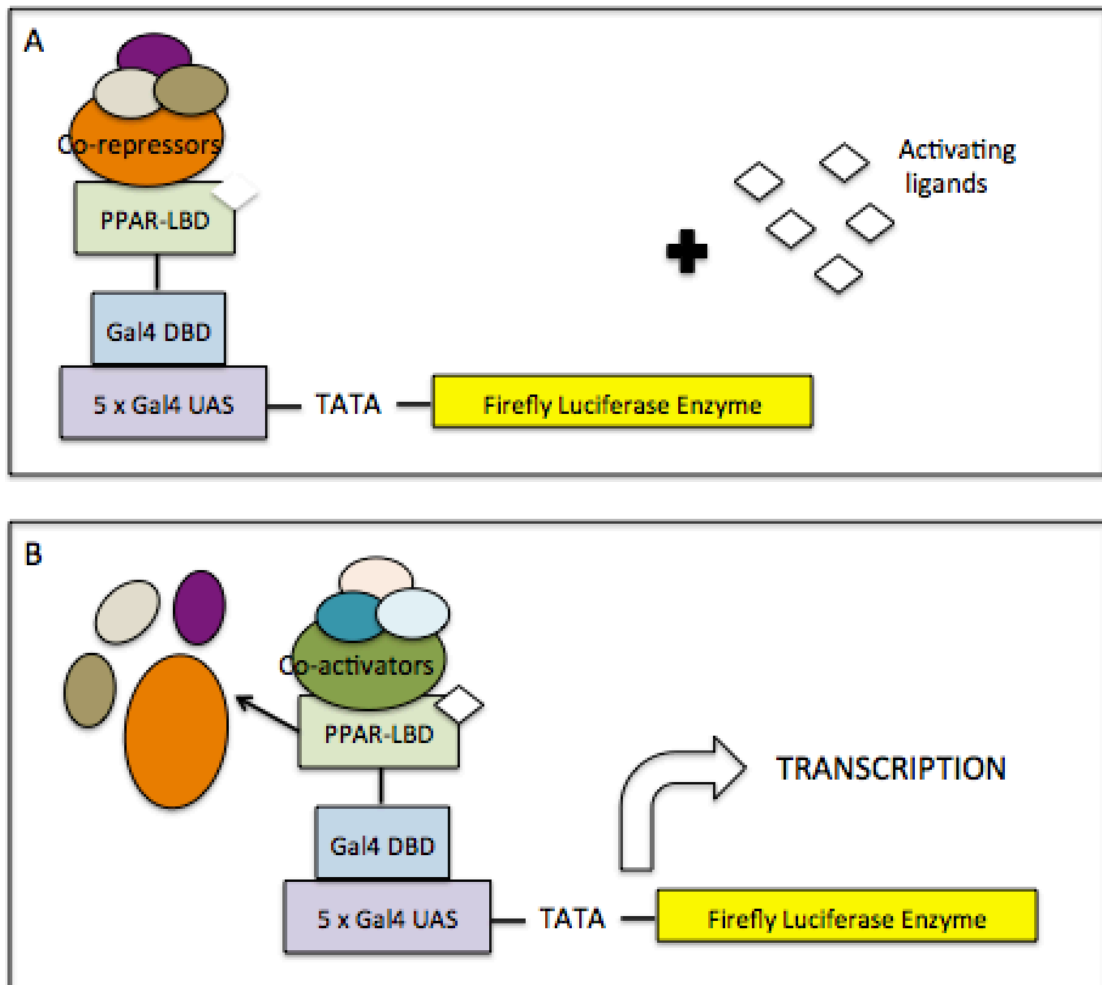 A
Co-repressors
PPAR-LBD
Gal4 DBD
5 x Gal4 UAS
TATA
Firefly Luciferase Enzyme
Activating
ligands
B
Co-activators
PPAR-LBD
Gal4 DBD
5 x Gal4 UAS
TATA
Firefly Luciferase Enzyme
TRANSCRIPTION